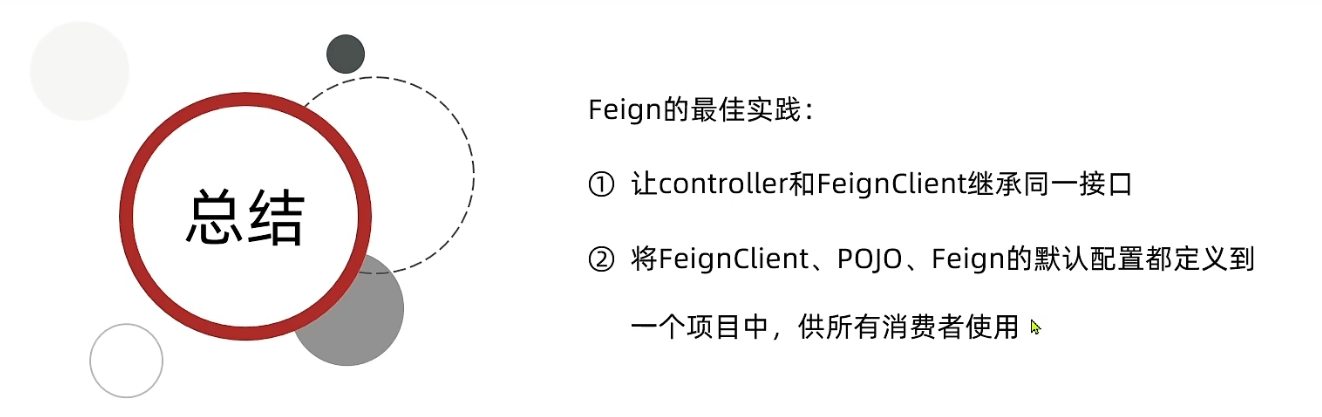 总结
Feign的最佳实践：
① 让controller和FeignClient继承同一接口
② 将FeignClient、POJO、Feign的默认配置都定义到
一个项目中，供所有消费者使用